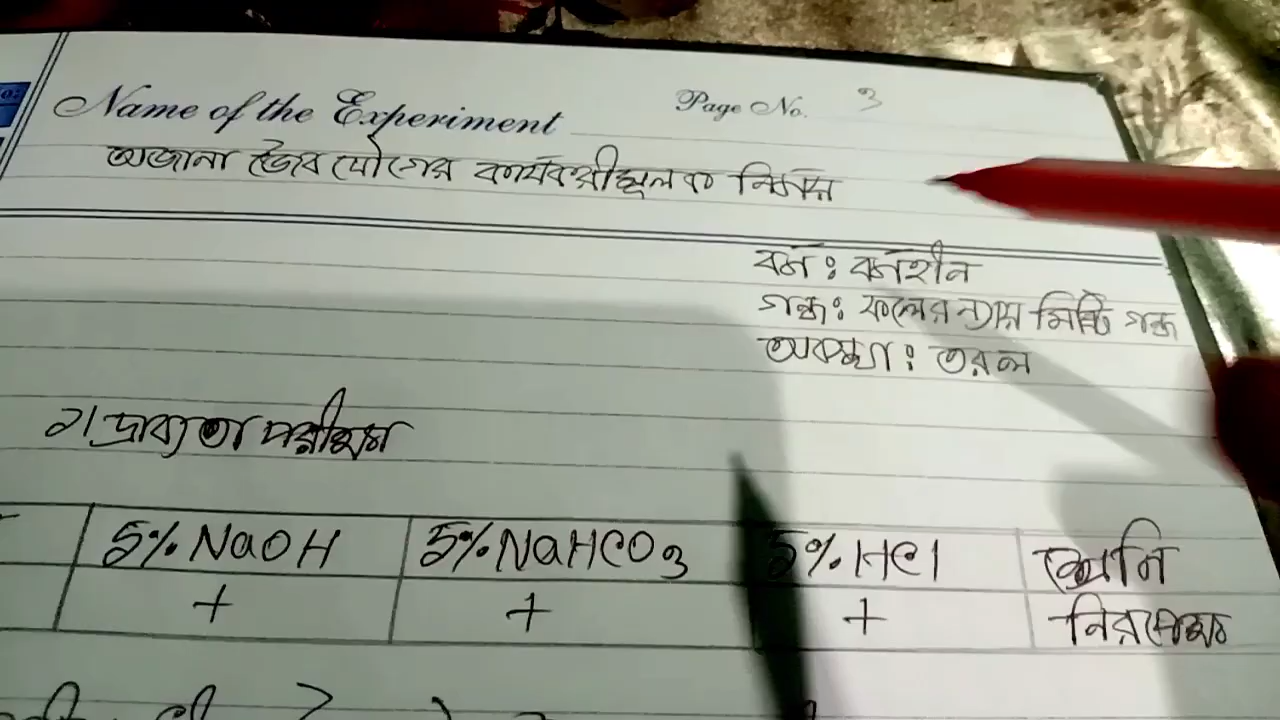 Name of the Experiment Page No. 3
অজানা জৈব যৌগের কার্যকরীমূলক নির্ণয়
বর্ণ : বর্ণহীন
গন্ধ : ফলের ন্যায় মিষ্টি গন্ধ
অবস্থা : তরল
২। দ্রাব্যতা পরীক্ষা
5% NaOH 5% NaHCO3 5% HCl শ্রেনি
+ + + নিরপেক্ষ